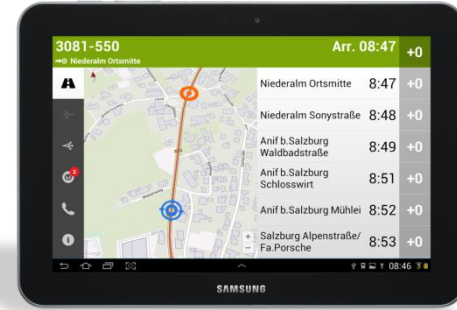 3081-550
Arr. 08:47
+0
Niederalm Ortsmitte
Niederalm Ortsmitte 8:47 +0
Niederalm Sonystraße 8:48 +0
Anif b.Salzburg
Waldbadstraße 8:49 +0
Anif b.Salzburg
Schlosswirt 8:51 +0
Anif b.Salzburg Mühlei 8:52 +0
Salzburg Alpenstraße/
Fa.Porsche 8:53 +0
08:46
SAMSUNG